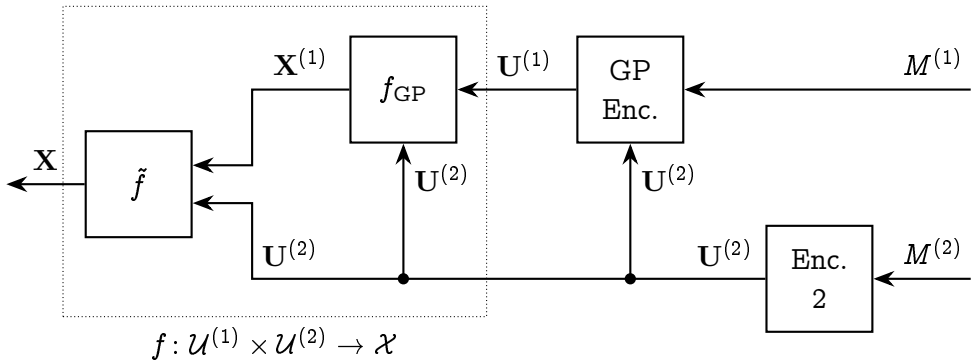 X⁽¹⁾
U⁽¹⁾
GP
Enc.
M⁽¹⁾
f_GP
X
f̃
U⁽²⁾
U⁽²⁾
U⁽²⁾
U⁽²⁾
Enc.
2
M⁽²⁾
f: 𝒰⁽¹⁾ × 𝒰⁽²⁾ → 𝒳